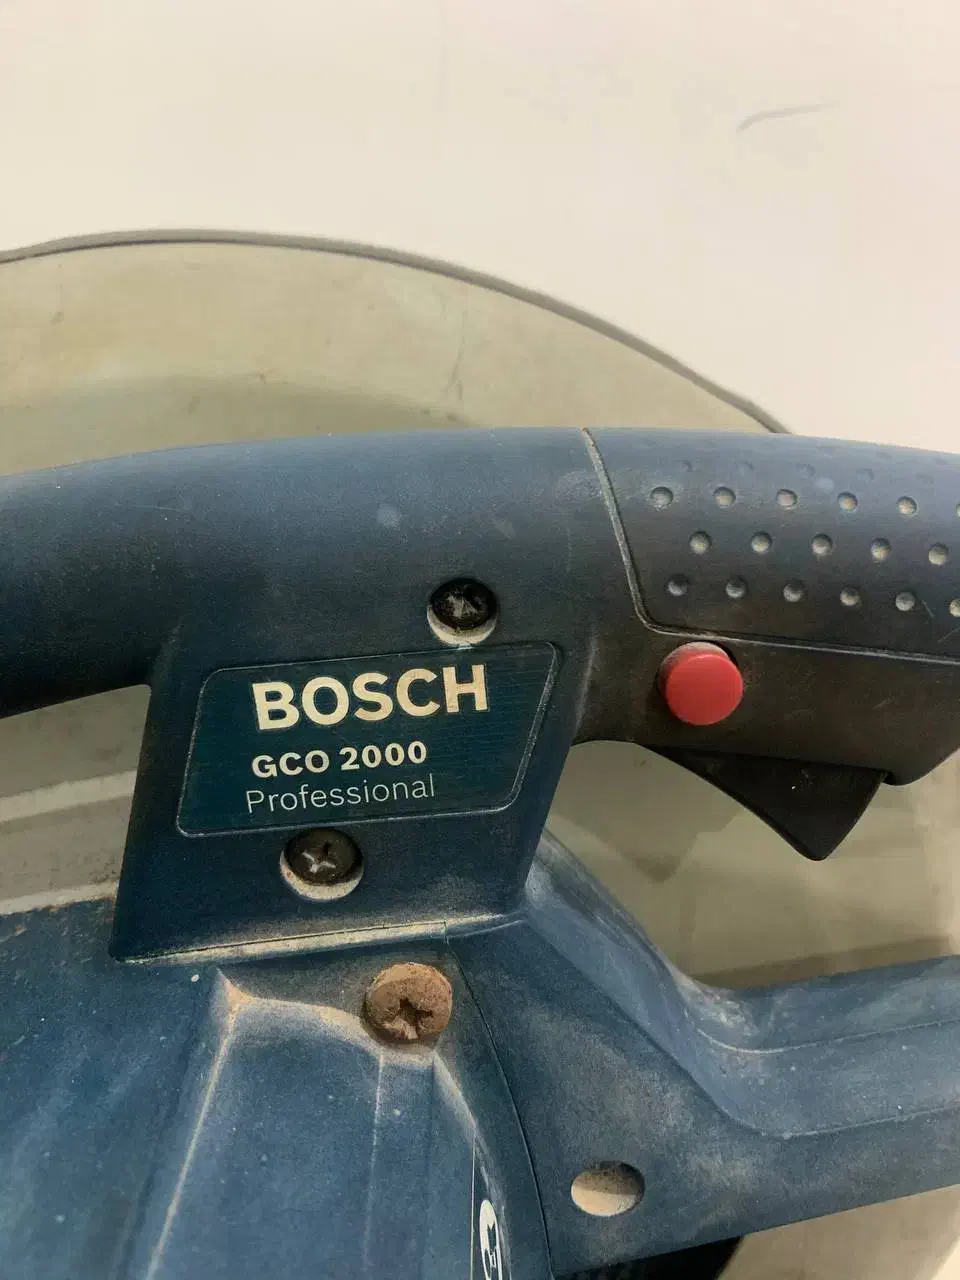 BOSCH
GCO 2000
Professional